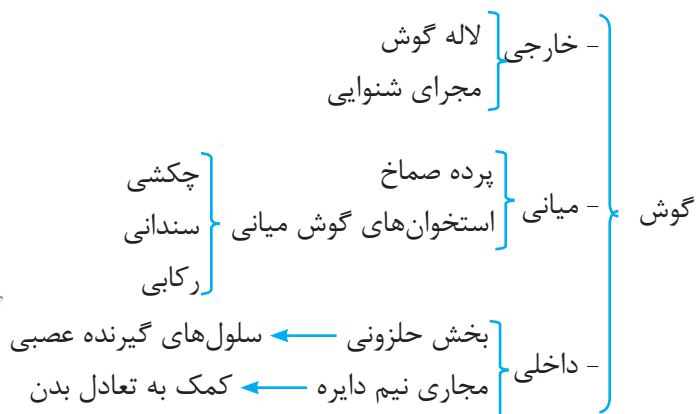 گوش
- خارجی
لاله گوش
مجرای شنوایی
- میانی
پرده صماخ
استخوان‌های گوش میانی
چکشی
سندانی
رکابی
- داخلی
بخش حلزونی ← سلول‌های گیرنده عصبی
مجاری نیم دایره ← کمک به تعادل بدن